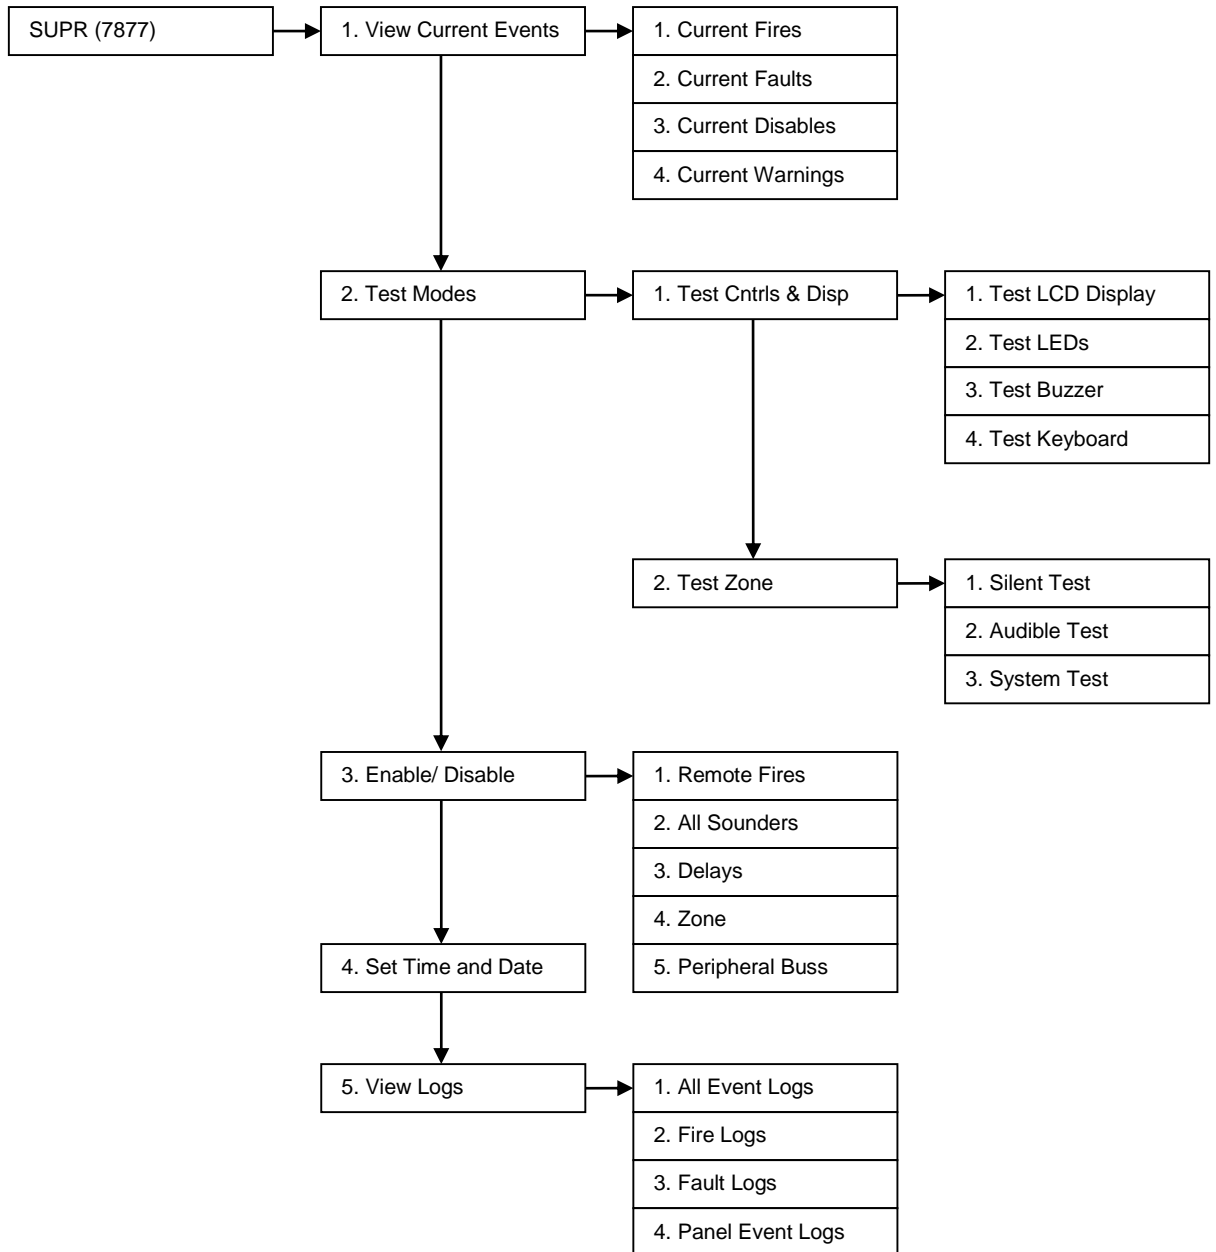 SUPR (7877)
1. View Current Events
1. Current Fires
2. Current Faults
3. Current Disables
4. Current Warnings
2. Test Modes
1. Test Cntrls & Disp
1. Test LCD Display
2. Test LEDs
3. Test Buzzer
4. Test Keyboard
2. Test Zone
1. Silent Test
2. Audible Test
3. System Test
3. Enable/ Disable
1. Remote Fires
2. All Sounders
3. Delays
4. Zone
5. Peripheral Buss
4. Set Time and Date
5. View Logs
1. All Event Logs
2. Fire Logs
3. Fault Logs
4. Panel Event Logs